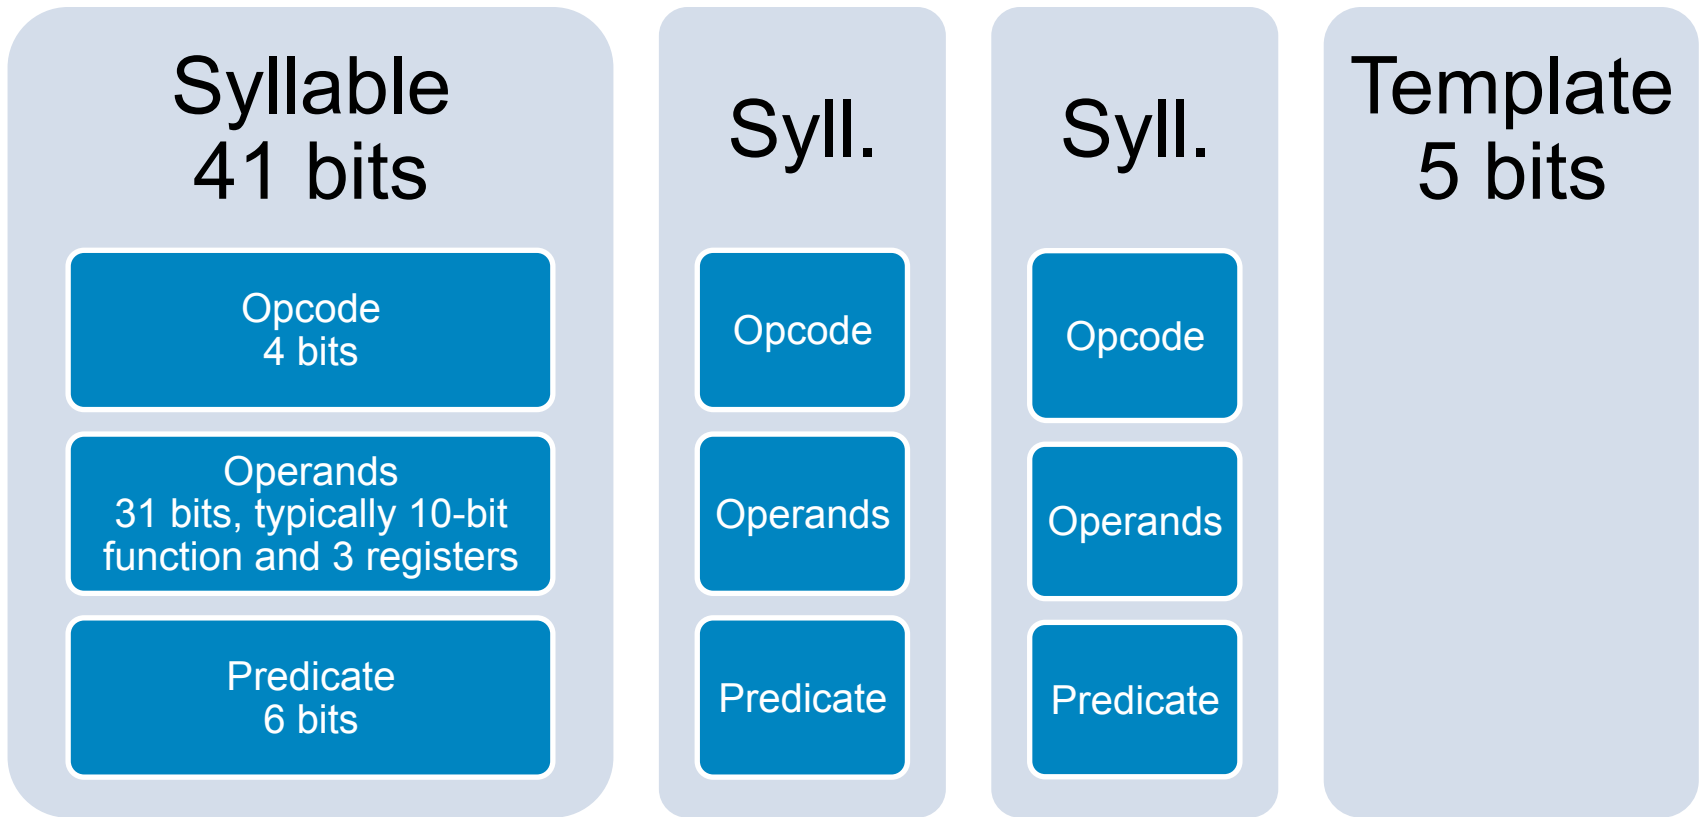 Syllable
41 bits
Opcode
4 bits
Operands
31 bits, typically 10-bit
function and 3 registers
Predicate
6 bits
Syll.
Opcode
Operands
Predicate
Syll.
Opcode
Operands
Predicate
Template
5 bits